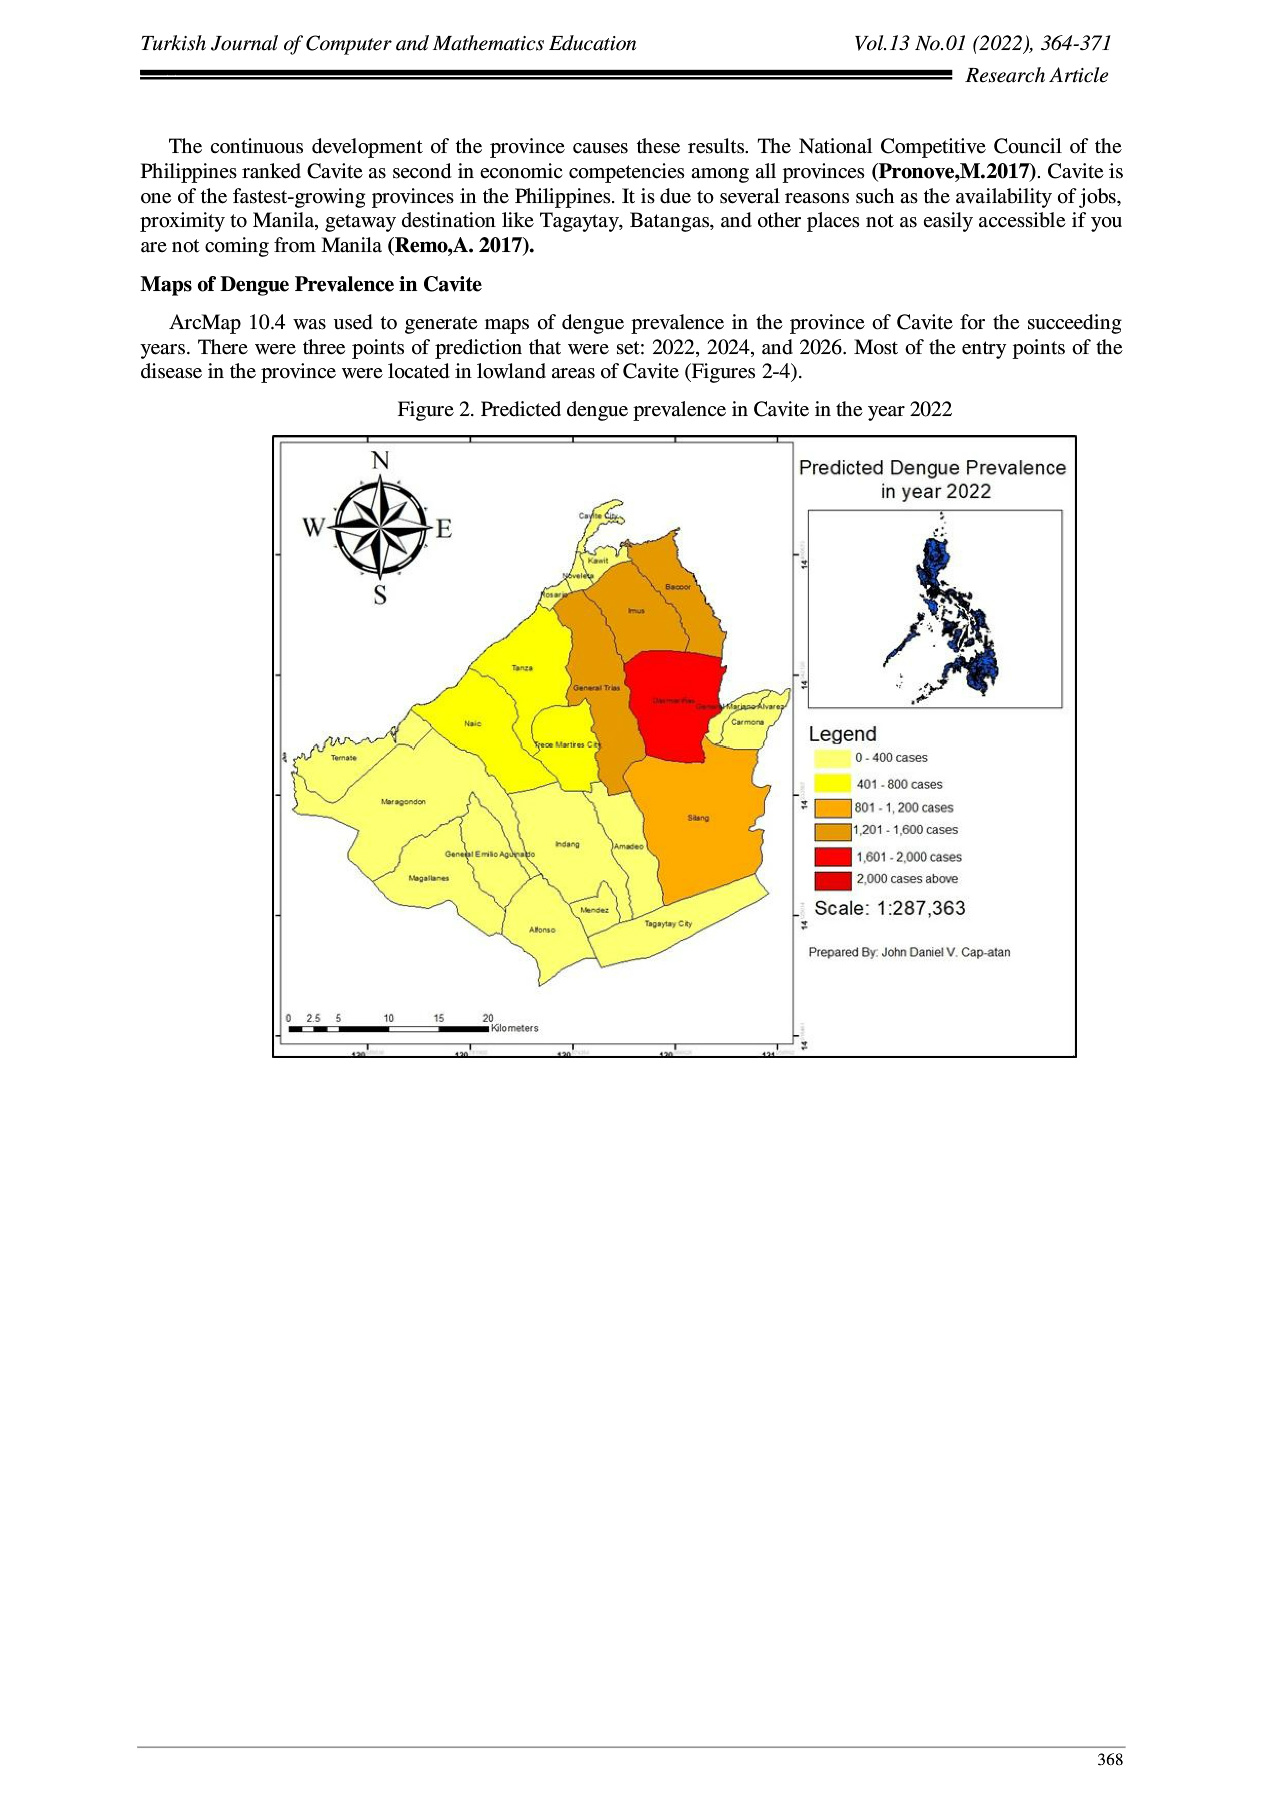 Turkish Journal of Computer and Mathematics Education Vol.13 No.01 (2022), 364-371
Research Article
The continuous development of the province causes these results. The National Competitive Council of the
Philippines ranked Cavite as second in economic competencies among all provinces (Pronove,M.2017). Cavite is
one of the fastest-growing provinces in the Philippines. It is due to several reasons such as the availability of jobs,
proximity to Manila, getaway destination like Tagaytay, Batangas, and other places not as easily accessible if you
are not coming from Manila (Remo,A. 2017).
Maps of Dengue Prevalence in Cavite
ArcMap 10.4 was used to generate maps of dengue prevalence in the province of Cavite for the succeeding
years. There were three points of prediction that were set: 2022, 2024, and 2026. Most of the entry points of the
disease in the province were located in lowland areas of Cavite (Figures 2-4).
Figure 2. Predicted dengue prevalence in Cavite in the year 2022
N
W E
S
Cavite City
Kawit
Noveleta
Rosario
Bacoor
Imus
Tanza
General Trias
Dasmariñas
General Mariano Alvarez
Carmona
Naic
Trece Martires City
Ternate
Maragondon
Silang
Indang
Amadeo
General Emilio Aguinaldo
Magallanes
Mendez
Tagaytay City
Alfonso
0 2.5 5 10 15 20
Kilometers
Predicted Dengue Prevalence
in year 2022
Legend
0 - 400 cases
401 - 800 cases
801 - 1, 200 cases
1,201 - 1,600 cases
1,601 - 2,000 cases
2,000 cases above
Scale: 1:287,363
Prepared By: John Daniel V. Cap-atan
368